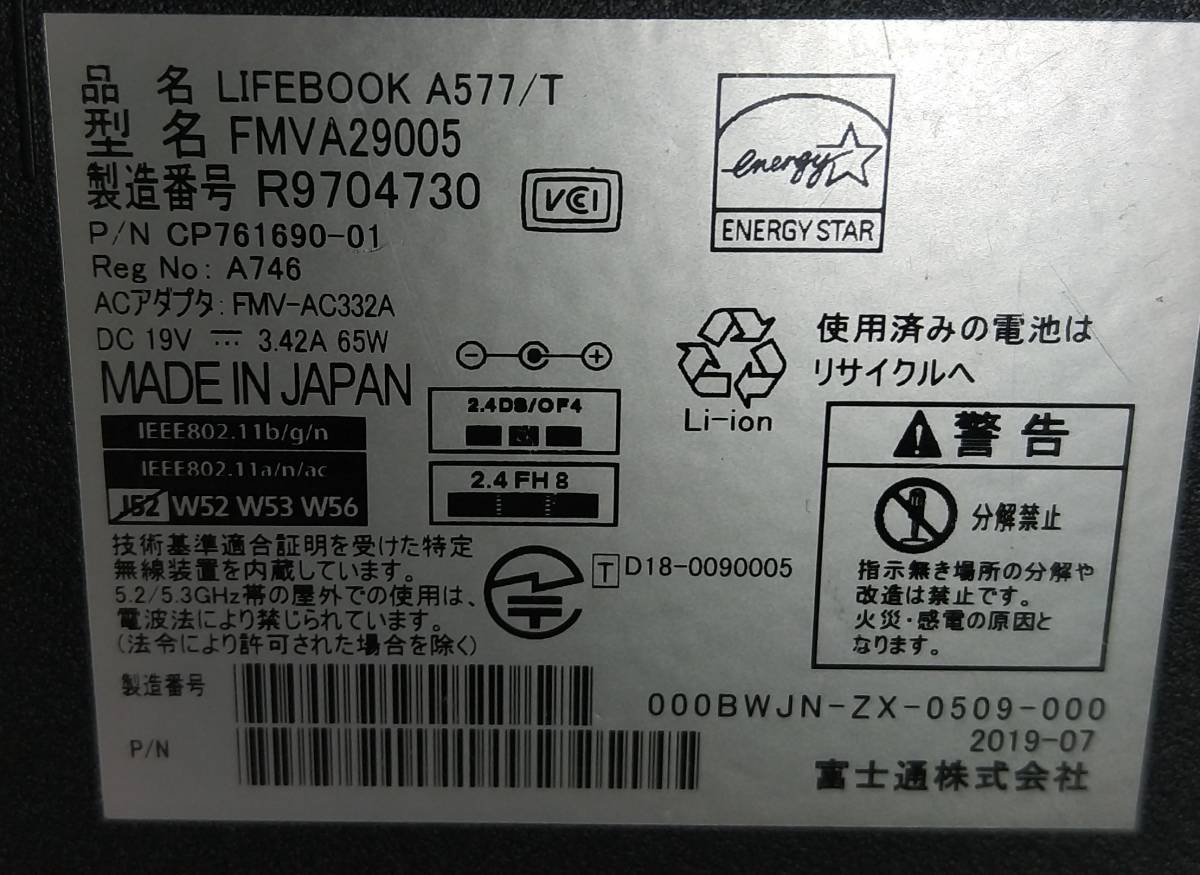 品 名 LIFEBOOK A577/T
型 名 FMVA29005
製造番号 R9704730
P/N CP761690-01
Reg No: A746
ACアダプタ: FMV-AC332A
DC 19V ⎓ 3.42A 65W
MADE IN JAPAN
VCI
energy
ENERGY STAR
使用済みの電池は
リサイクルへ
Li-ion
IEEE802.11b/g/n
IEEE802.11a/n/ac
J52 W52 W53 W56
2.4DS/OF4
2.4FH8
警告
分解禁止
指示無き場所の分解や
改造は禁止です。
火災・感電の原因と
なります。
技術基準適合証明を受けた特定
無線装置を内蔵しています。
5.2/5.3GHz帯の屋外での使用は、
電波法により禁じられています。
(法令により許可された場合を除く)
T D18-0090005
製造番号
P/N
000BWJN-ZX-0509-000
2019-07
富士通株式会社